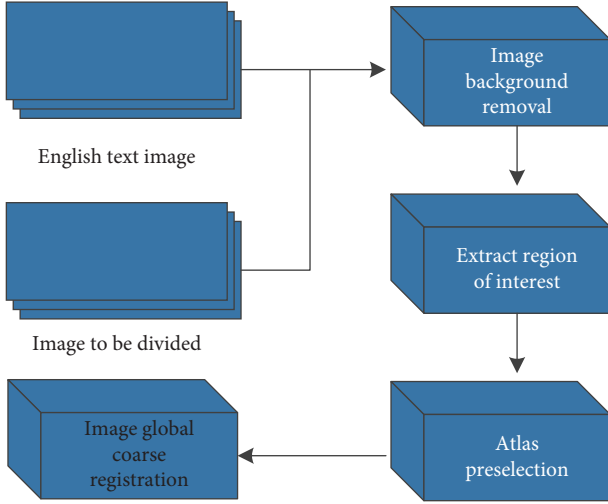 Image
background
removal
English text image
Extract region
of interest
Image to be divided
Image global
coarse
registration
Atlas
preselection